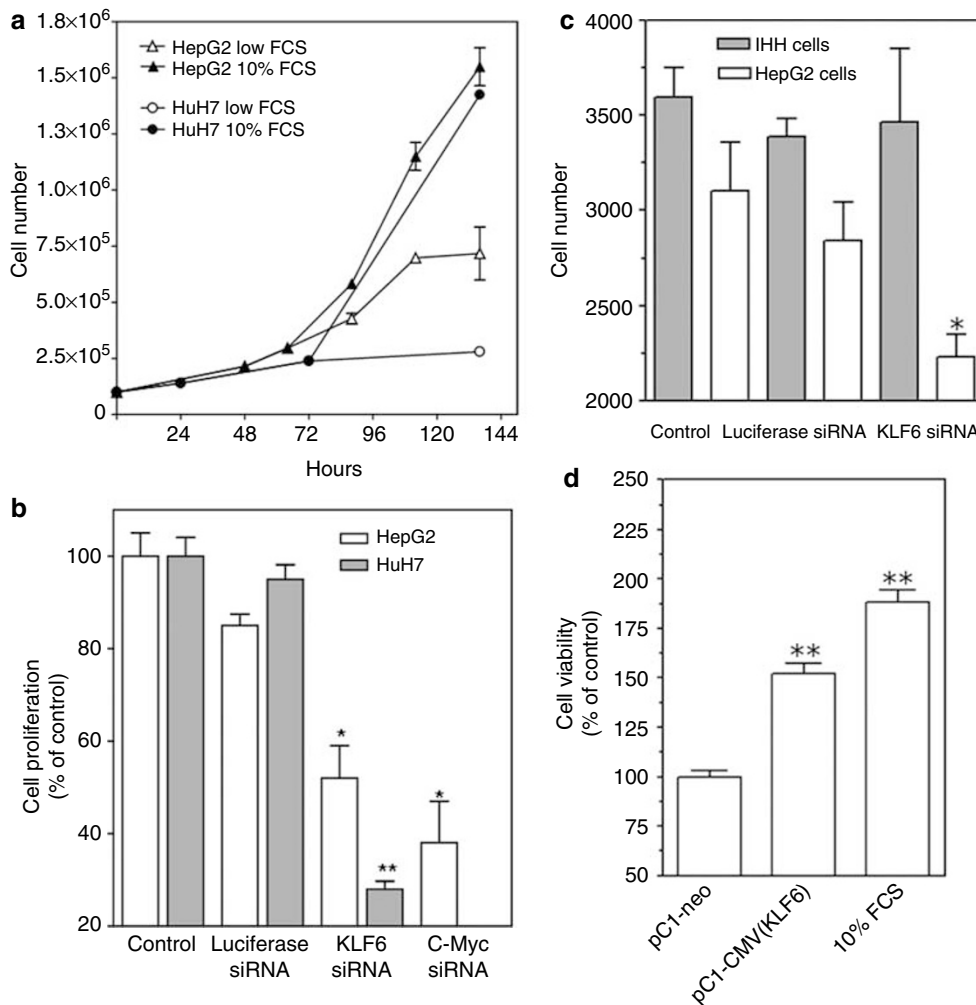 a
1.8×10⁶
1.5×10⁶
1.3×10⁶
1.0×10⁶
7.5×10⁵
5.0×10⁵
2.5×10⁵
0
Cell number
HepG2 low FCS
HepG2 10% FCS
HuH7 low FCS
HuH7 10% FCS
24 48 72 96 120 144
Hours
c
4000
3500
3000
2500
2000
Cell number
IHH cells
HepG2 cells
*
Control Luciferase siRNA KLF6 siRNA
b
100
80
60
40
20
Cell proliferation
(% of control)
HepG2
HuH7
*
**
*
Control Luciferase siRNA KLF6 siRNA C-Myc siRNA
d
250
225
200
175
150
125
100
75
50
Cell viability
(% of control)
**
**
pC1-neo
pC1-CMV(KLF6)
10% FCS